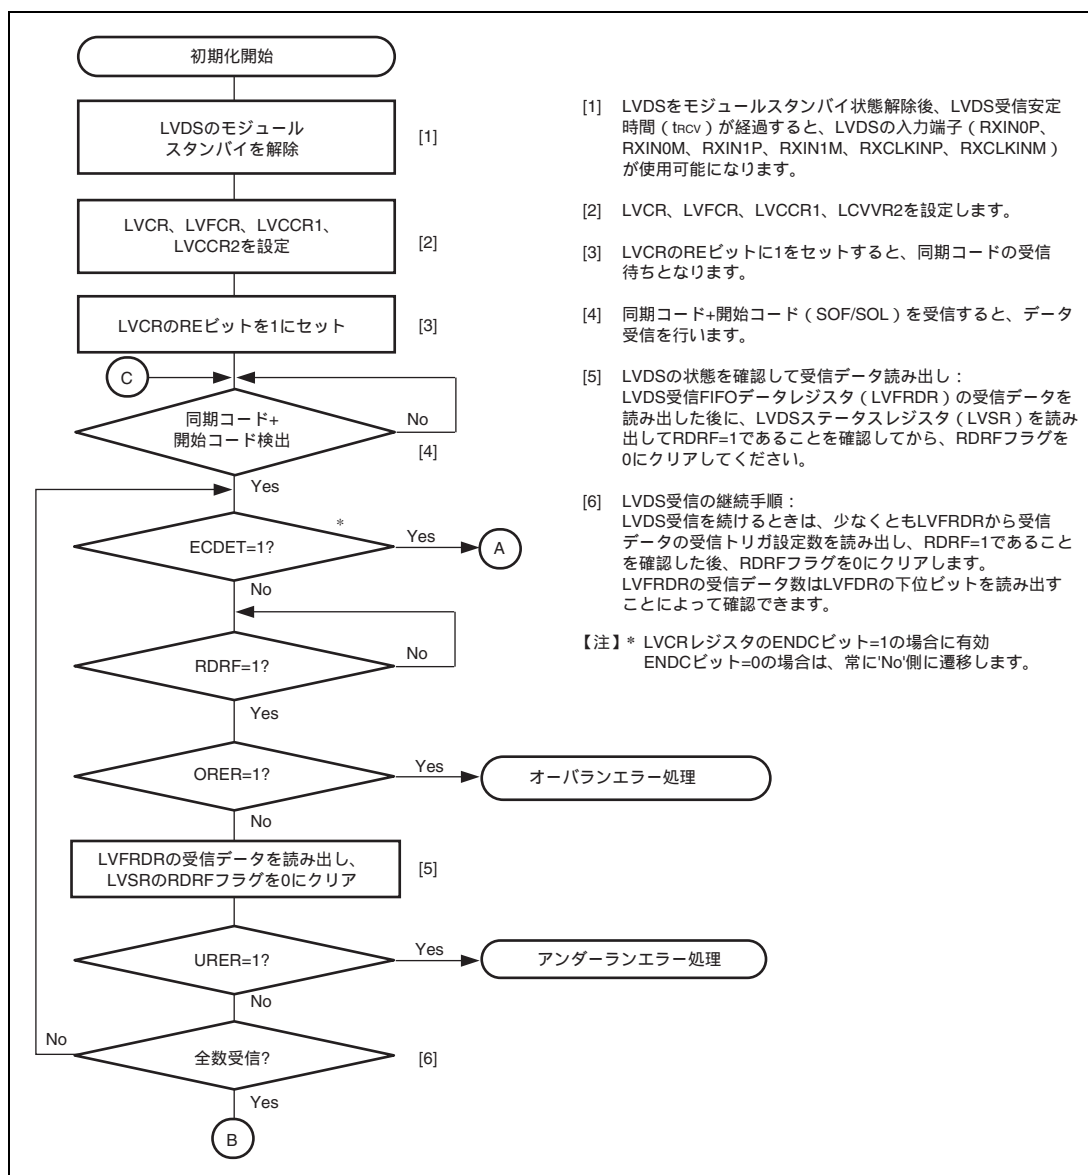 初期化開始
LVDSのモジュール
スタンバイを解除
[1]
LVCR、LVFCR、LVCCR1、
LVCCR2を設定
[2]
LVCRのREビットを1にセット
[3]
C
同期コード+
開始コード検出
No
[4]
Yes
ECDET=1?
*
Yes
A
No
RDRF=1?
No
Yes
ORER=1?
Yes
オーバランエラー処理
No
LVFRDRの受信データを読み出し、
LVSRのRDRFフラグを0にクリア
[5]
URER=1?
Yes
アンダーランエラー処理
No
No
全数受信?
[6]
Yes
B
[1] LVDSをモジュールスタンバイ状態解除後、LVDS受信安定
時間（tRCV）が経過すると、LVDSの入力端子（RXIN0P、
RXIN0M、RXIN1P、RXIN1M、RXCLKINP、RXCLKINM）
が使用可能になります。
[2] LVCR、LVFCR、LVCCR1、LCVVR2を設定します。
[3] LVCRのREビットに1をセットすると、同期コードの受信
待ちとなります。
[4] 同期コード+開始コード（SOF/SOL）を受信すると、データ
受信を行います。
[5] LVDSの状態を確認して受信データ読み出し：
LVDS受信FIFOデータレジスタ（LVFRDR）の受信データを
読み出した後に、LVDSステータスレジスタ（LVSR）を読み
出してRDRF=1であることを確認してから、RDRFフラグを
0にクリアしてください。
[6] LVDS受信の継続手順：
LVDS受信を続けるときは、少なくともLVFRDRから受信
データの受信トリガ設定数を読み出し、RDRF=1であること
を確認した後、RDRFフラグを0にクリアします。
LVFRDRの受信データ数はLVFDRの下位ビットを読み出す
ことによって確認できます。
【注】* LVCRレジスタのENDCビット=1の場合に有効
ENDCビット=0の場合は、常に'No'側に遷移します。